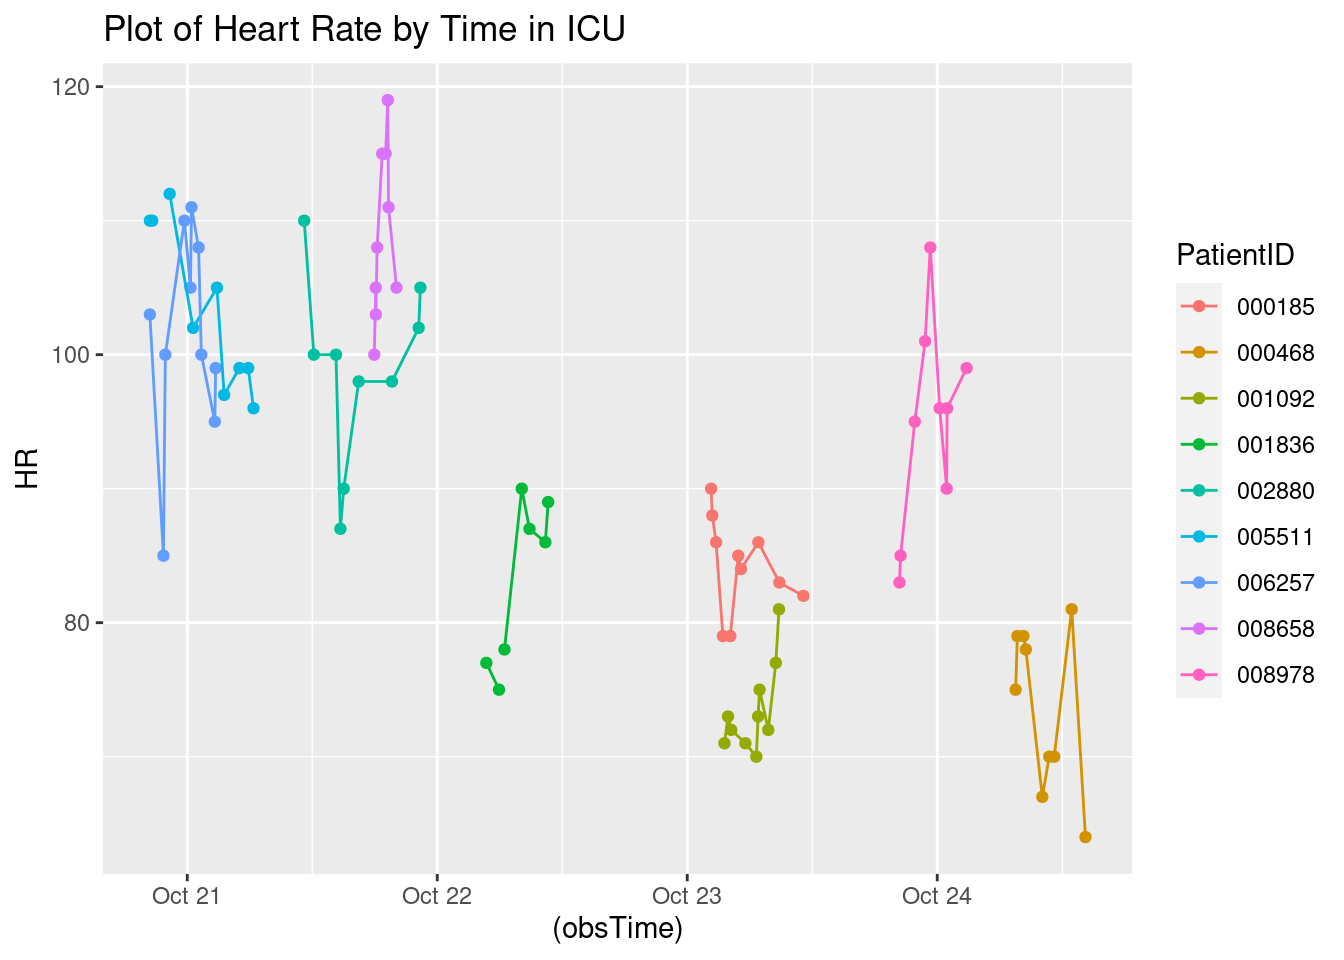 Plot of Heart Rate by Time in ICU
120
100
80
HR
Oct 21
Oct 22
Oct 23
Oct 24
(obsTime)
PatientID
000185
000468
001092
001836
002880
005511
006257
008658
008978